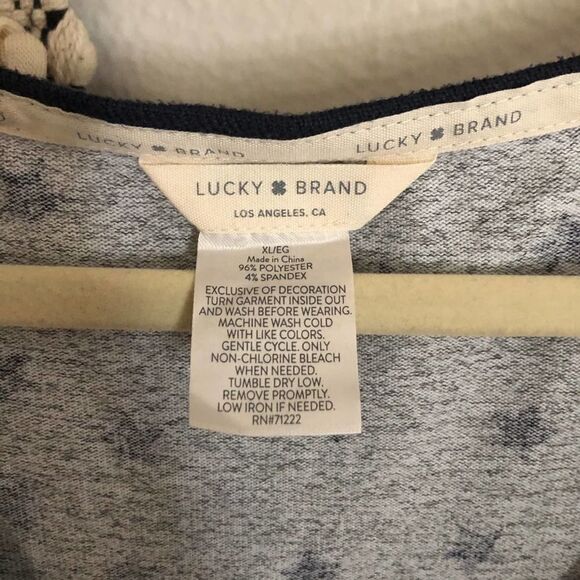 LUCKY BRAND
LUCKY BRAND
LUCKY BRAND
LOS ANGELES, CA
XL/EG
Made in China
96% POLYESTER
4% SPANDEX
EXCLUSIVE OF DECORATION
TURN GARMENT INSIDE OUT
AND WASH BEFORE WEARING.
MACHINE WASH COLD
WITH LIKE COLORS.
GENTLE CYCLE. ONLY
NON-CHLORINE BLEACH
WHEN NEEDED.
TUMBLE DRY LOW.
REMOVE PROMPTLY.
LOW IRON IF NEEDED.
RN#71222